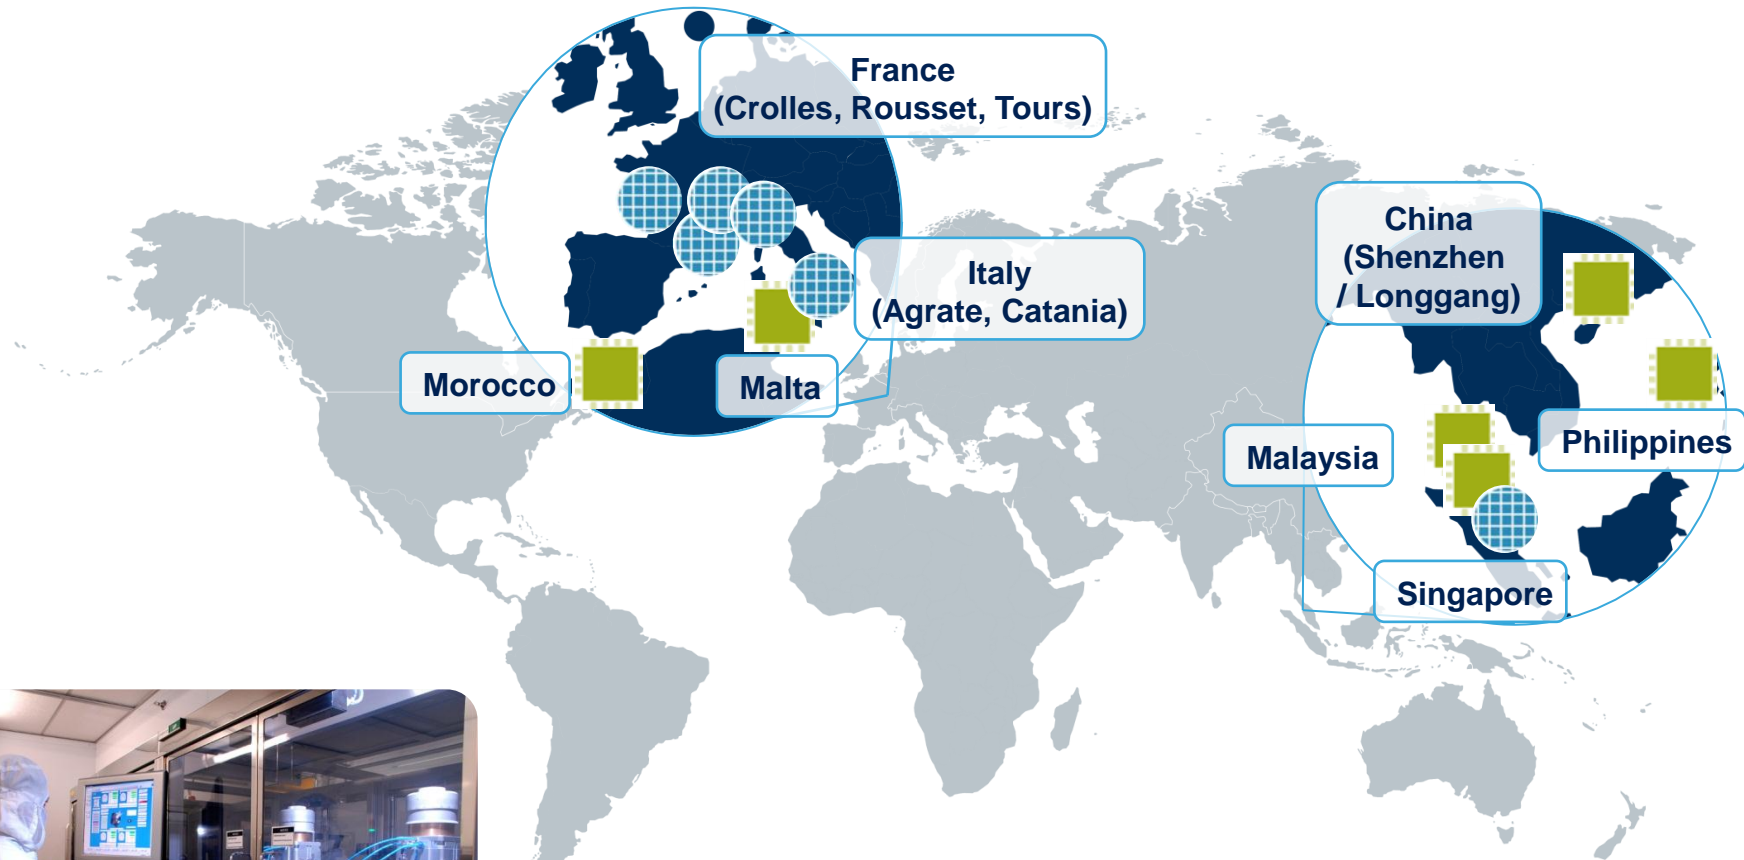 France
(Crolles, Rousset, Tours)
Italy
(Agrate, Catania)
Morocco
Malta
China
(Shenzhen
/ Longgang)
Philippines
Malaysia
Singapore